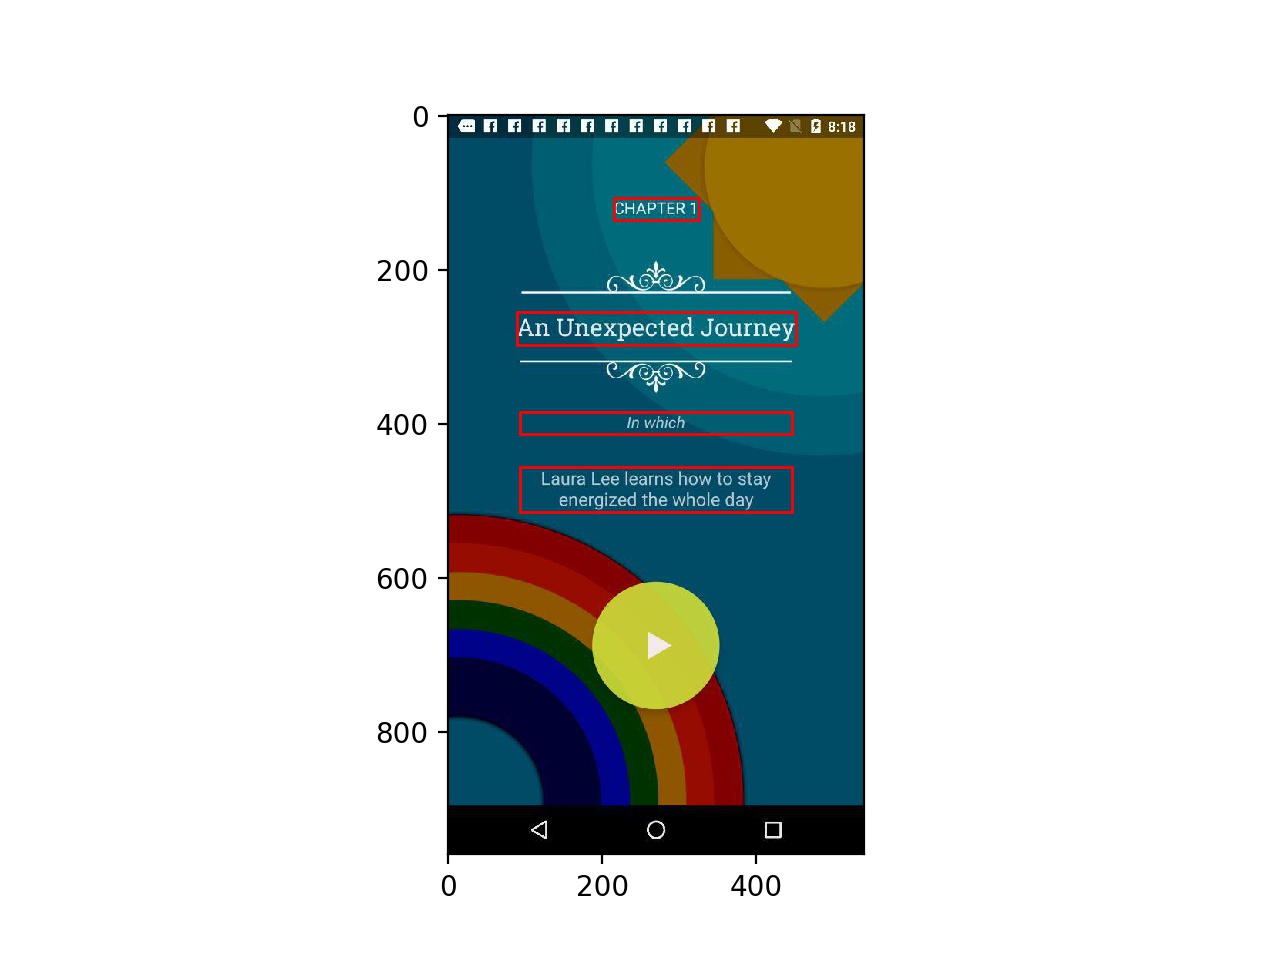 0
8:18
CHAPTER 1
200
An Unexpected Journey
400
In which
Laura Lee learns how to stay
energized the whole day
600
800
0 200 400